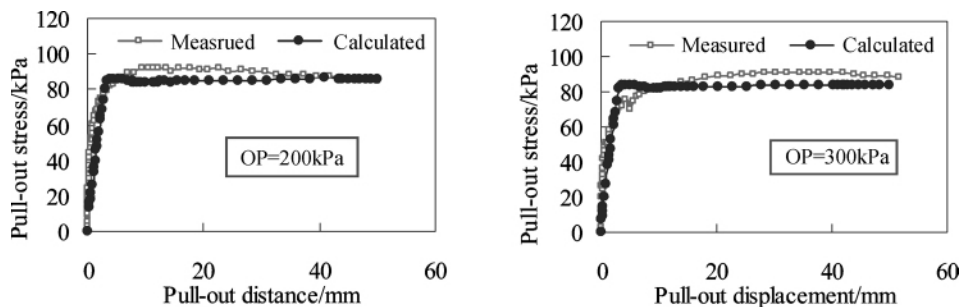 120
100
80
60
40
20
0
Pull-out stress/kPa
Measrued
Calculated
OP=200kPa
0
20
40
60
Pull-out distance/mm
120
100
80
60
40
20
0
Pull-out stress/kPa
Measured
Calculated
OP=300kPa
0
20
40
60
Pull-out displacement/mm